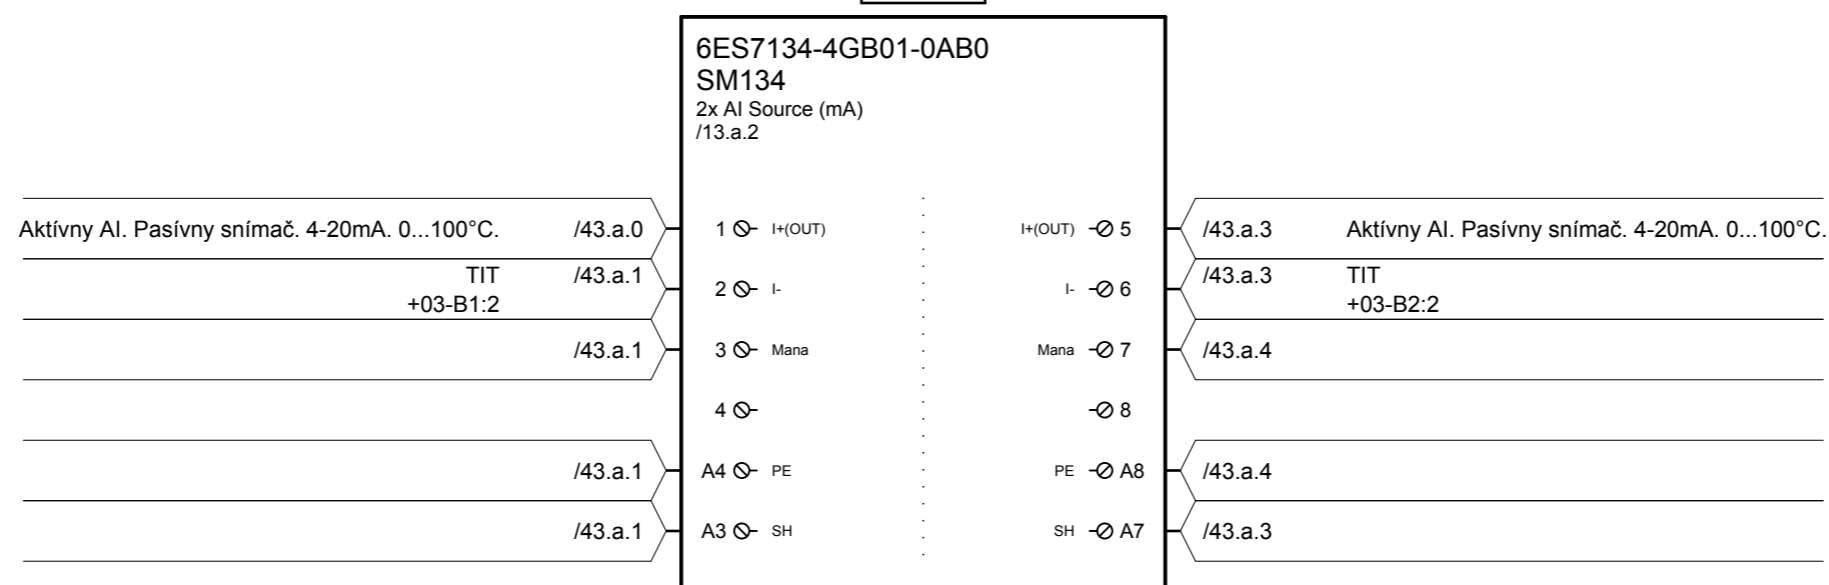 6ES7134-4GB01-0AB0
SM134
2x AI Source (mA)
/13.a.2
Aktívny AI. Pasívny snímač. 4-20mA. 0...100°C. /43.a.0 1 I+(OUT) I+(OUT) 5 /43.a.3 Aktívny AI. Pasívny snímač. 4-20mA. 0...100°C.
TIT /43.a.1 2 I- I- 6 /43.a.3 TIT
+03-B1:2 +03-B2:2
/43.a.1 3 Mana Mana 7 /43.a.4
4 8
/43.a.1 A4 PE PE A8 /43.a.4
/43.a.1 A3 SH SH A7 /43.a.3